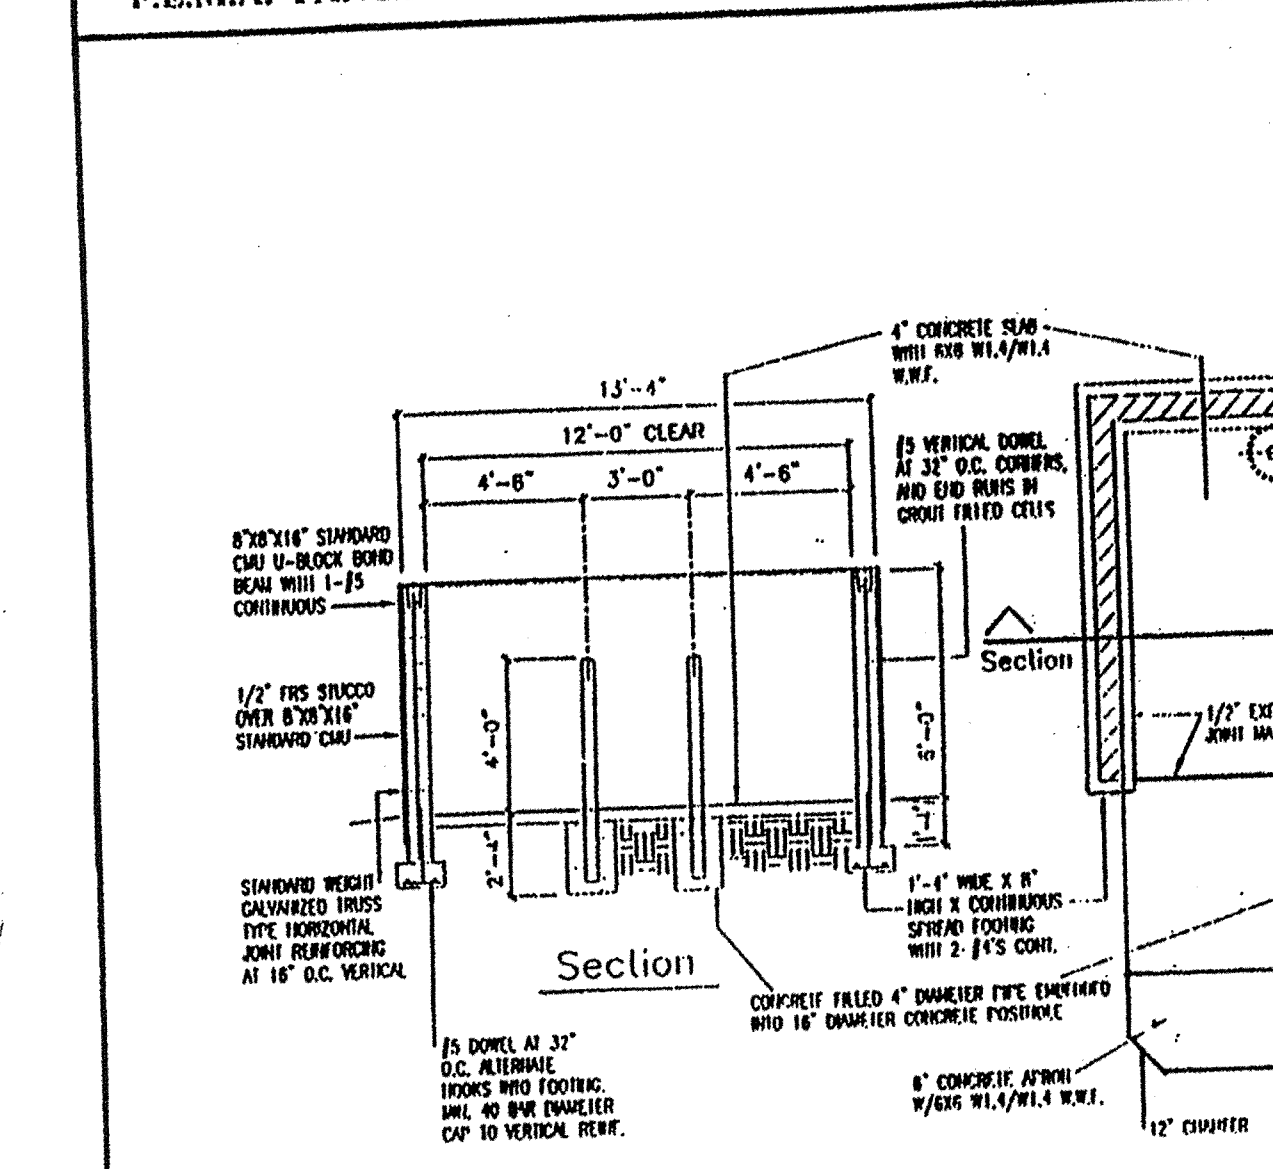 4" CONCRETE SLAB
WITH 6X6 W1.4/W1.4
W.W.F.
13'-4"
12'-0" CLEAR
4'-6"
3'-0"
4'-6"
#5 VERTICAL DOWEL
AT 32" O.C. CORNERS,
AND END RUNS IN
GROUT FILLED CELLS
8"X8"X16" STANDARD
CMU U-BLOCK BOND
BEAM WITH 1-#5
CONTINUOUS
Section
1/2" FRS STUCCO
OVER 8"X8"X16"
STANDARD CMU
4'-0"
2'-4"
1/2"
JOINT
STANDARD WEIGHT
GALVANIZED TRUSS
TYPE HORIZONTAL
JOINT REINFORCING
AT 16" O.C. VERTICAL
1'-4" WIDE X 8"
HIGH X CONTINUOUS
SPREAD FOOTING
WITH 2-#4'S CONT.
Section
CONCRETE FILLED 4" DIAMETER PIPE EMBEDDED
INTO 16" DIAMETER CONCRETE POSTHOLE
#5 DOWEL AT 32"
O.C. ALTERNATE
HOOKS INTO FOOTING.
40 BAR DIAMETER
TO VERTICAL REINF.
6" CONCRETE APRON
W/6X6 W1.4/W1.4 W.W.F.
12" CHAMFER